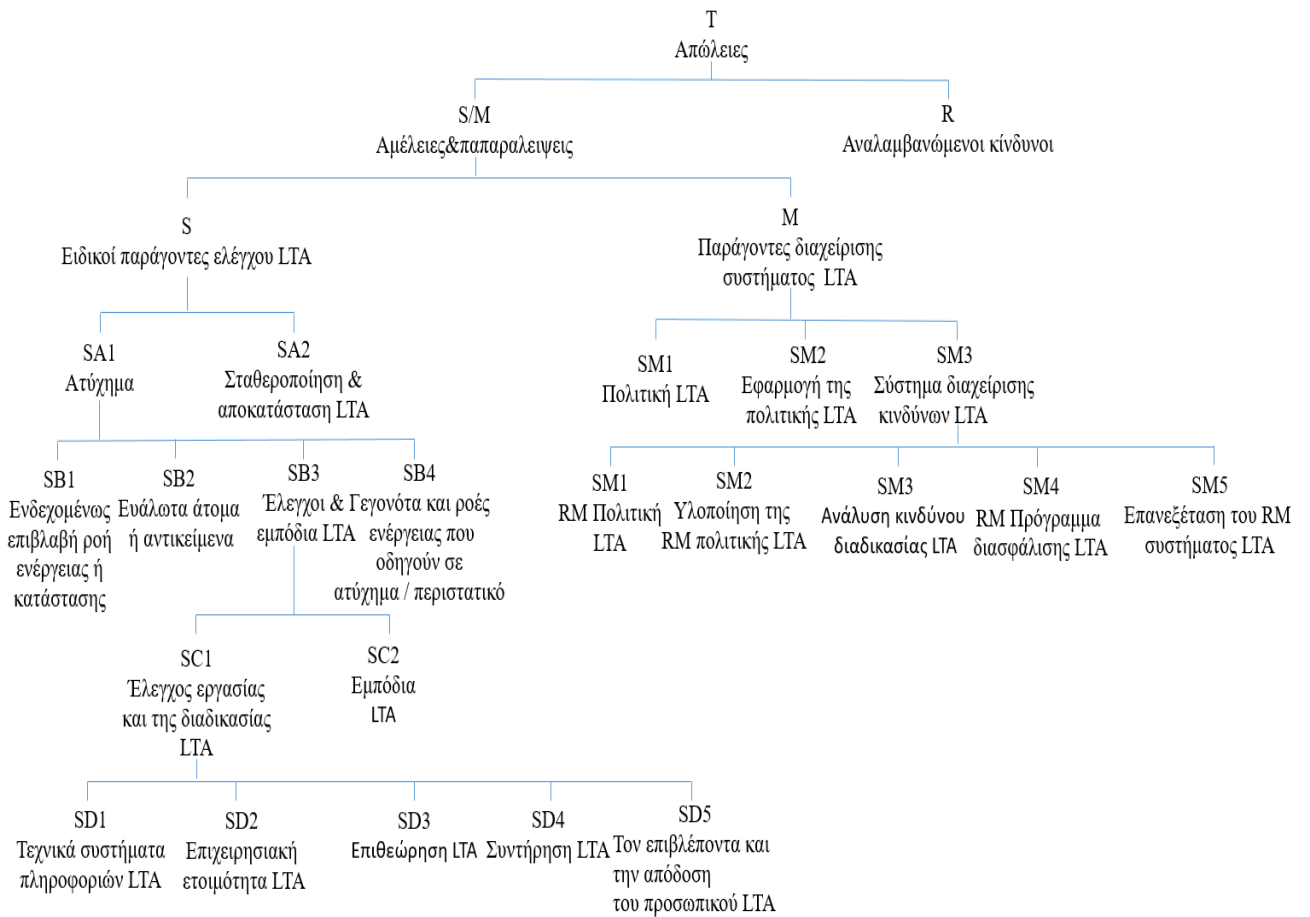 T
Απώλειες
S/M
Αμέλειες&παπαραλειψεις
R
Αναλαμβανώμενοι κίνδυνοι
S
Ειδικοί παράγοντες ελέγχου LTA
M
Παράγοντες διαχείρισης
συστήματος LTA
SA1
Ατύχημα
SA2
Σταθεροποίηση &
αποκατάσταση LTA
SM1
Πολιτική LTA
SM2
Εφαρμογή της
πολιτικής LTA
SM3
Σύστημα διαχείρισης
κινδύνων LTA
SB1
Ενδεχομένως
επιβλαβή ροή
ενέργειας ή
κατάστασης
SB2
Ευάλωτα άτομα
ή αντικείμενα
SB3
Έλεγχοι &
εμπόδια LTA
SB4
Γεγονότα και ροές
ενέργειας που
οδηγούν σε
ατύχημα / περιστατικό
SM1
RM Πολιτική
LTA
SM2
Υλοποίηση της
RM πολιτικής LTA
SM3
Ανάλυση κινδύνου
διαδικασίας LTA
SM4
RM Πρόγραμμα
διασφάλισης LTA
SM5
Επανεξέταση του RM
συστήματος LTA
SC1
Έλεγχος εργασίας
και της διαδικασίας
LTA
SC2
Εμπόδια
LTA
SD1
Τεχνικά συστήματα
πληροφοριών LTA
SD2
Επιχειρησιακή
ετοιμότητα LTA
SD3
Επιθεώρηση LTA
SD4
Συντήρηση LTA
SD5
Τον επιβλέποντα και
την απόδοση
του προσωπικού LTA